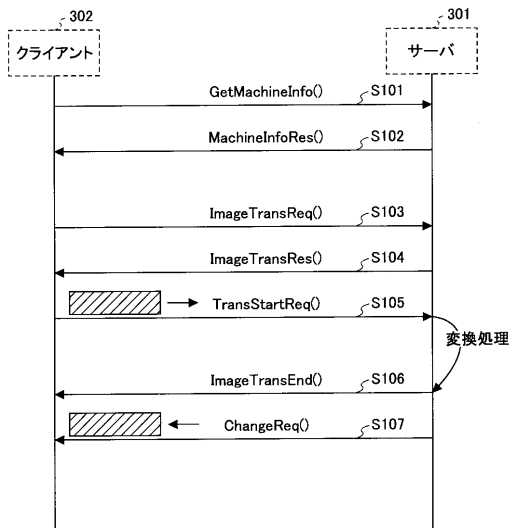 302
クライアント
301
サーバ
GetMachineInfo()
S101
MachineInfoRes()
S102
ImageTransReq()
S103
ImageTransRes()
S104
TransStartReq()
S105
変換処理
ImageTransEnd()
S106
ChangeReq()
S107